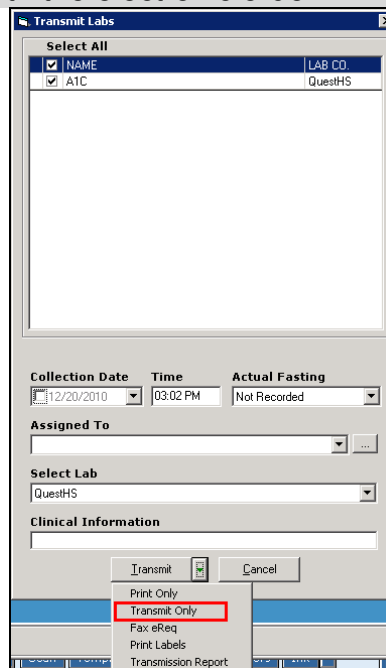 Transmit Labs
Select All
NAME LAB CO.
A1C QuestHS
Collection Date Time Actual Fasting
12/20/2010 03:02 PM Not Recorded
Assigned To
...
Select Lab
QuestHS
Clinical Information
Transmit Cancel
Print Only
Transmit Only
Fax eReq
Print Labels
Transmission Report
Ink